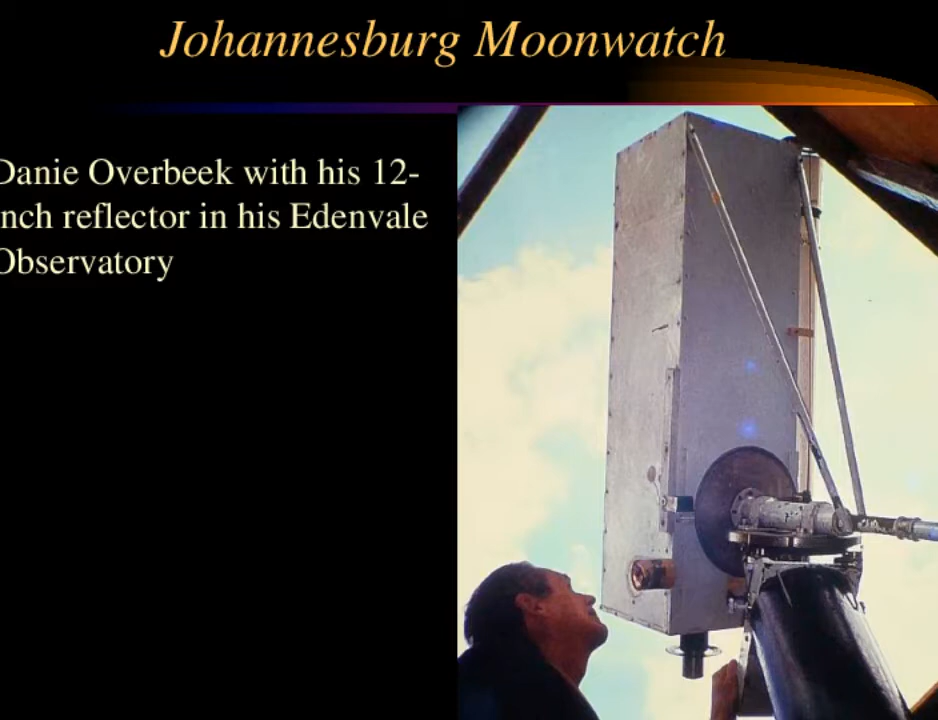 Johannesburg Moonwatch
Danie Overbeek with his 12-
nch reflector in his Edenvale
Observatory